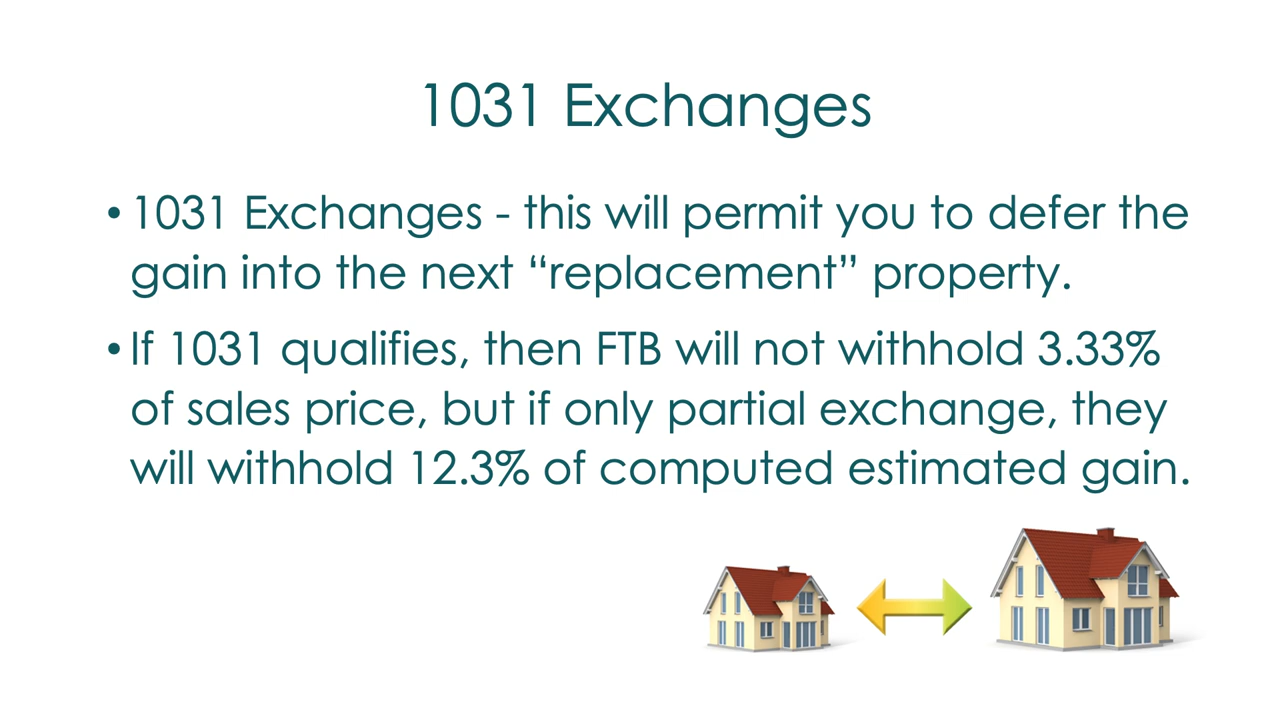 1031 Exchanges
• 1031 Exchanges - this will permit you to defer the
gain into the next “replacement” property.
• If 1031 qualifies, then FTB will not withhold 3.33%
of sales price, but if only partial exchange, they
will withhold 12.3% of computed estimated gain.